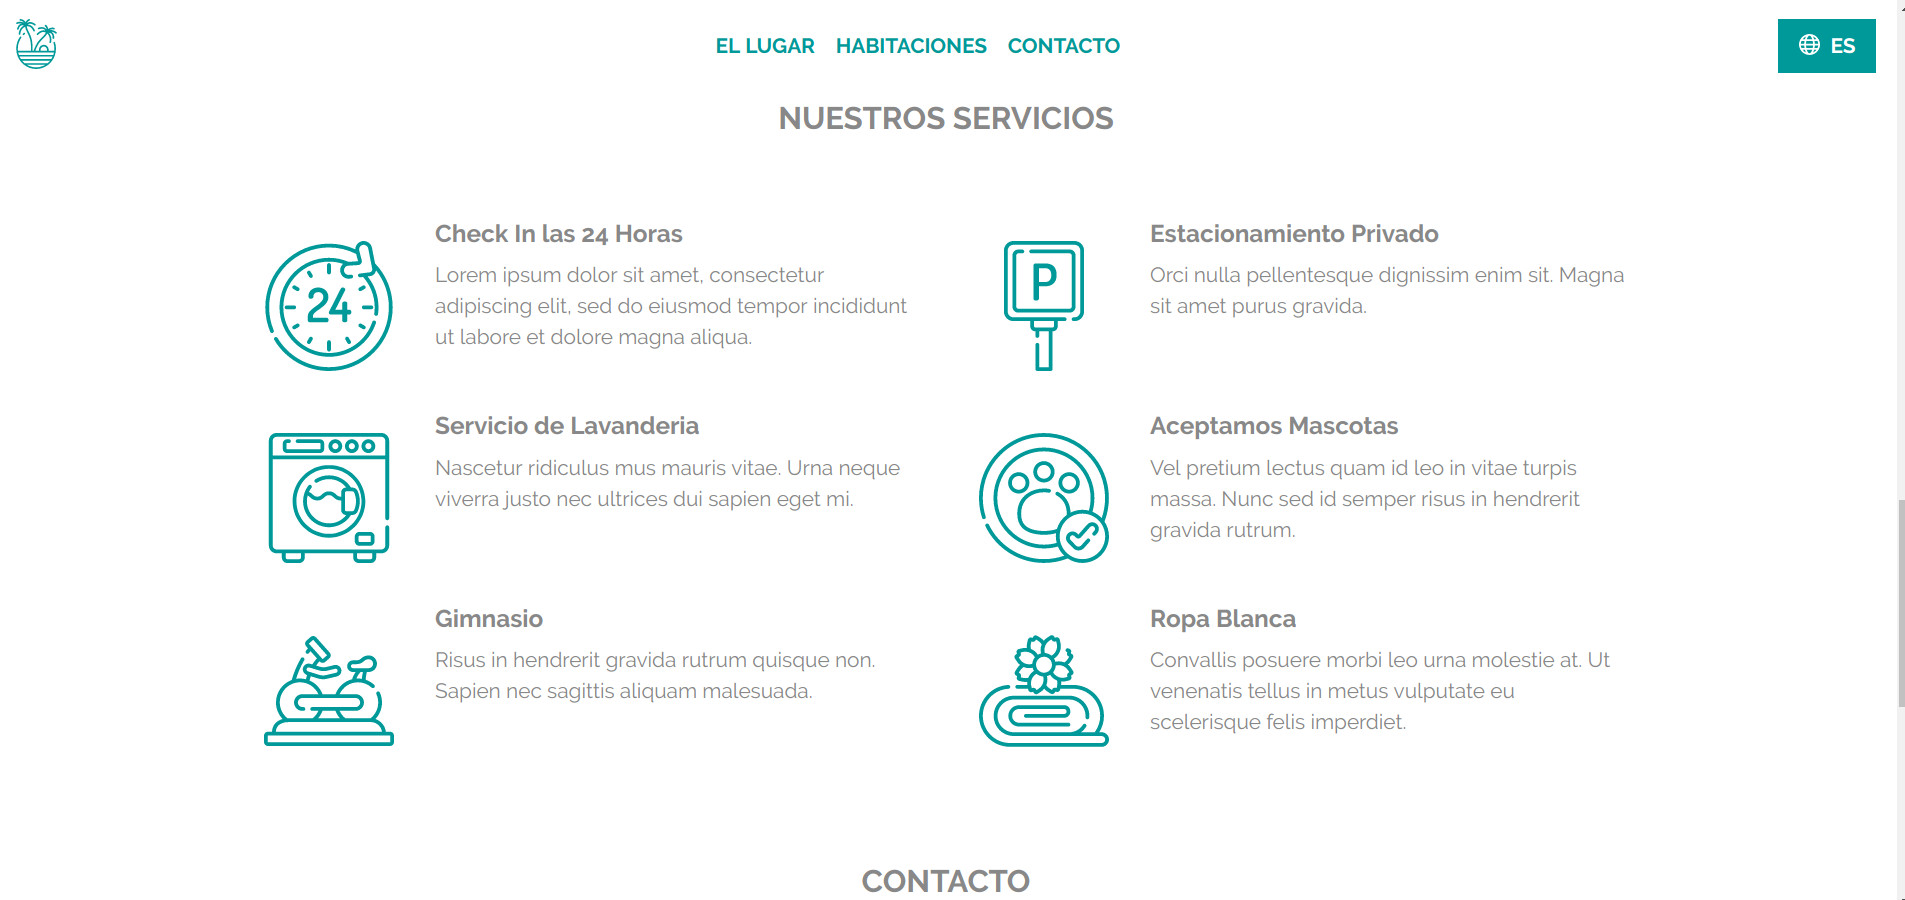 EL LUGAR HABITACIONES CONTACTO
ES
NUESTROS SERVICIOS
24
Check In las 24 Horas
Lorem ipsum dolor sit amet, consectetur
adipiscing elit, sed do eiusmod tempor incididunt
ut labore et dolore magna aliqua.
P
Estacionamiento Privado
Orci nulla pellentesque dignissim enim sit. Magna
sit amet purus gravida.
Servicio de Lavanderia
Nascetur ridiculus mus mauris vitae. Urna neque
viverra justo nec ultrices dui sapien eget mi.
Aceptamos Mascotas
Vel pretium lectus quam id leo in vitae turpis
massa. Nunc sed id semper risus in hendrerit
gravida rutrum.
Gimnasio
Risus in hendrerit gravida rutrum quisque non.
Sapien nec sagittis aliquam malesuada.
Ropa Blanca
Convallis posuere morbi leo urna molestie at. Ut
venenatis tellus in metus vulputate eu
scelerisque felis imperdiet.
CONTACTO